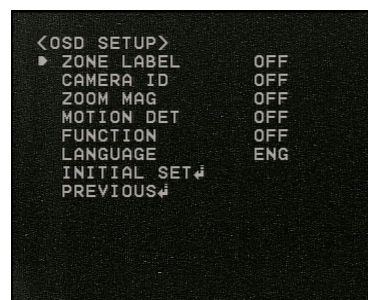 <OSD SETUP>
ZONE LABEL OFF
CAMERA ID OFF
ZOOM MAG OFF
MOTION DET OFF
FUNCTION OFF
LANGUAGE ENG
INITIAL SET↲
PREVIOUS↲